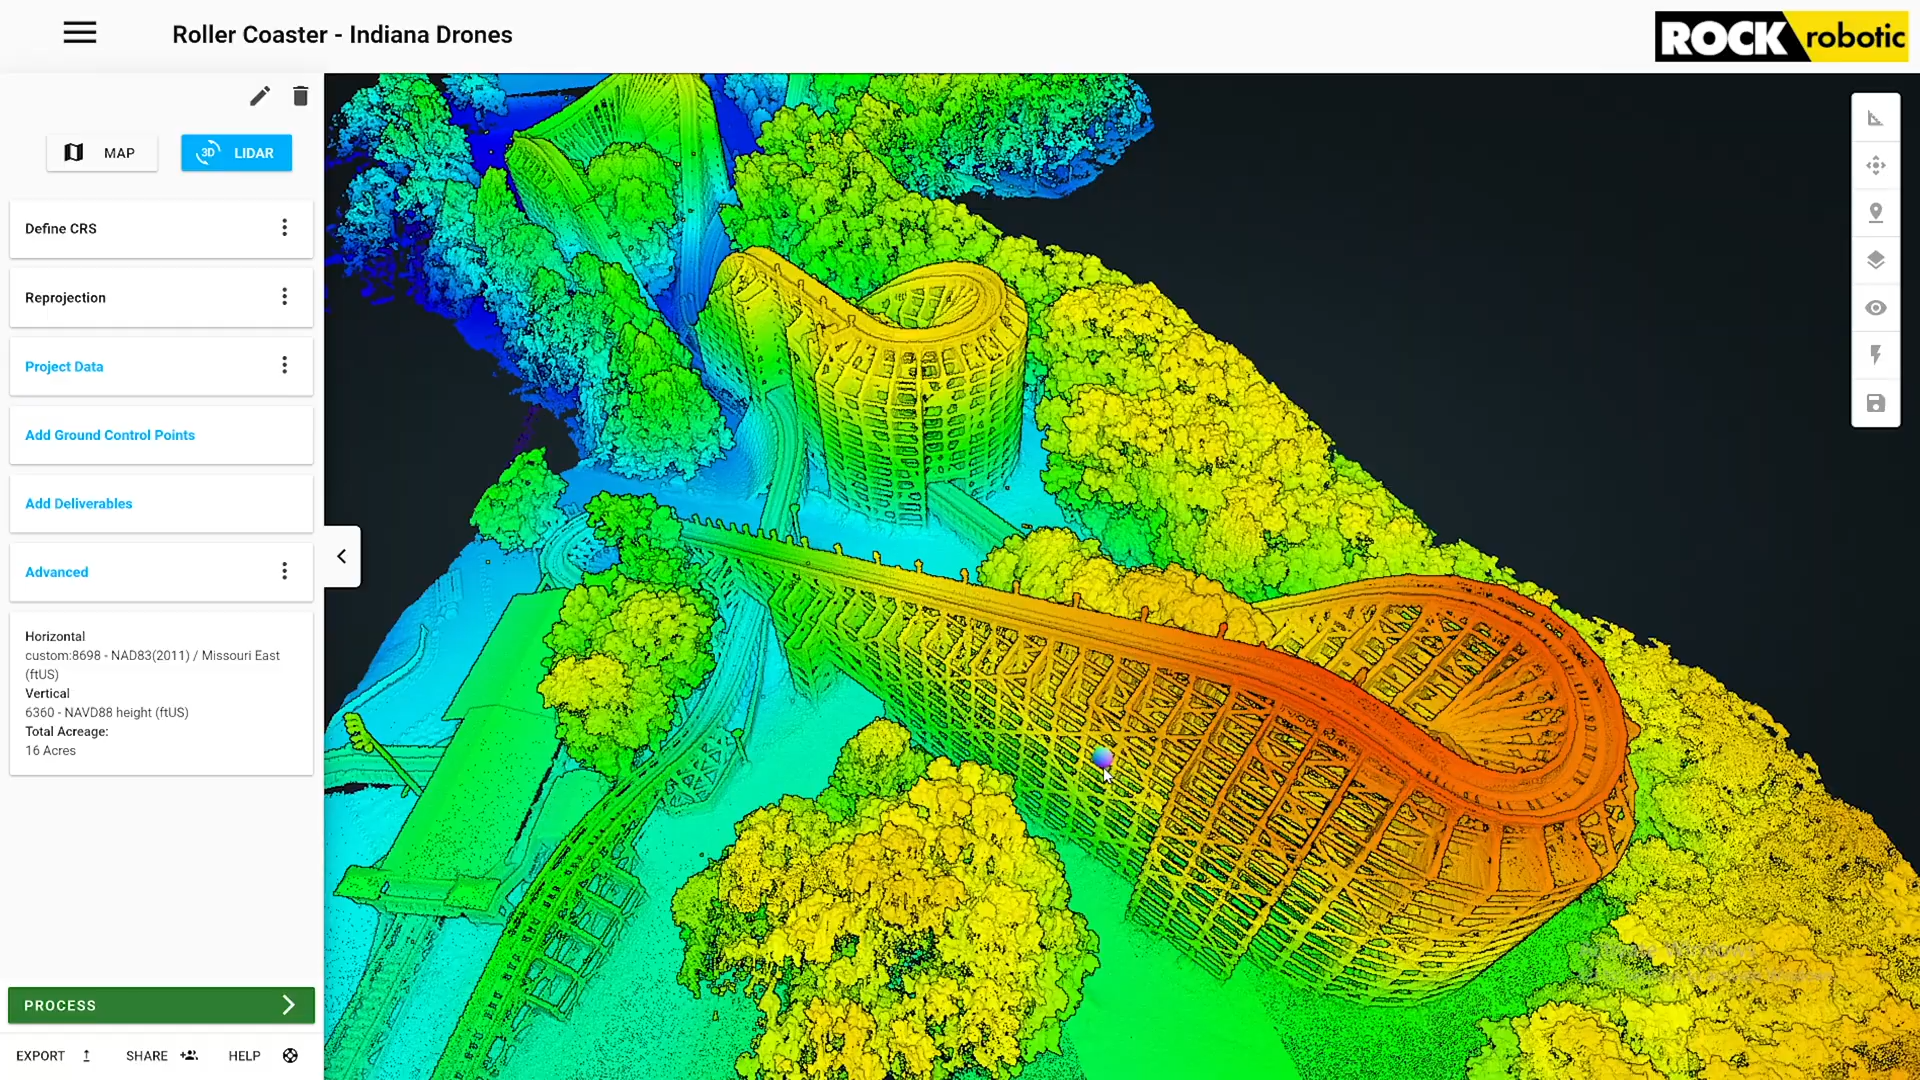 Roller Coaster - Indiana Drones
ROCK robotic
MAP
3D LIDAR
Define CRS
Reprojection
Project Data
Add Ground Control Points
Add Deliverables
Advanced
Horizontal
custom:8698 - NAD83(2011) / Missouri East
(ftUS)
Vertical
6360 - NAVD88 height (ftUS)
Total Acreage:
16 Acres
PROCESS
EXPORT
SHARE
HELP